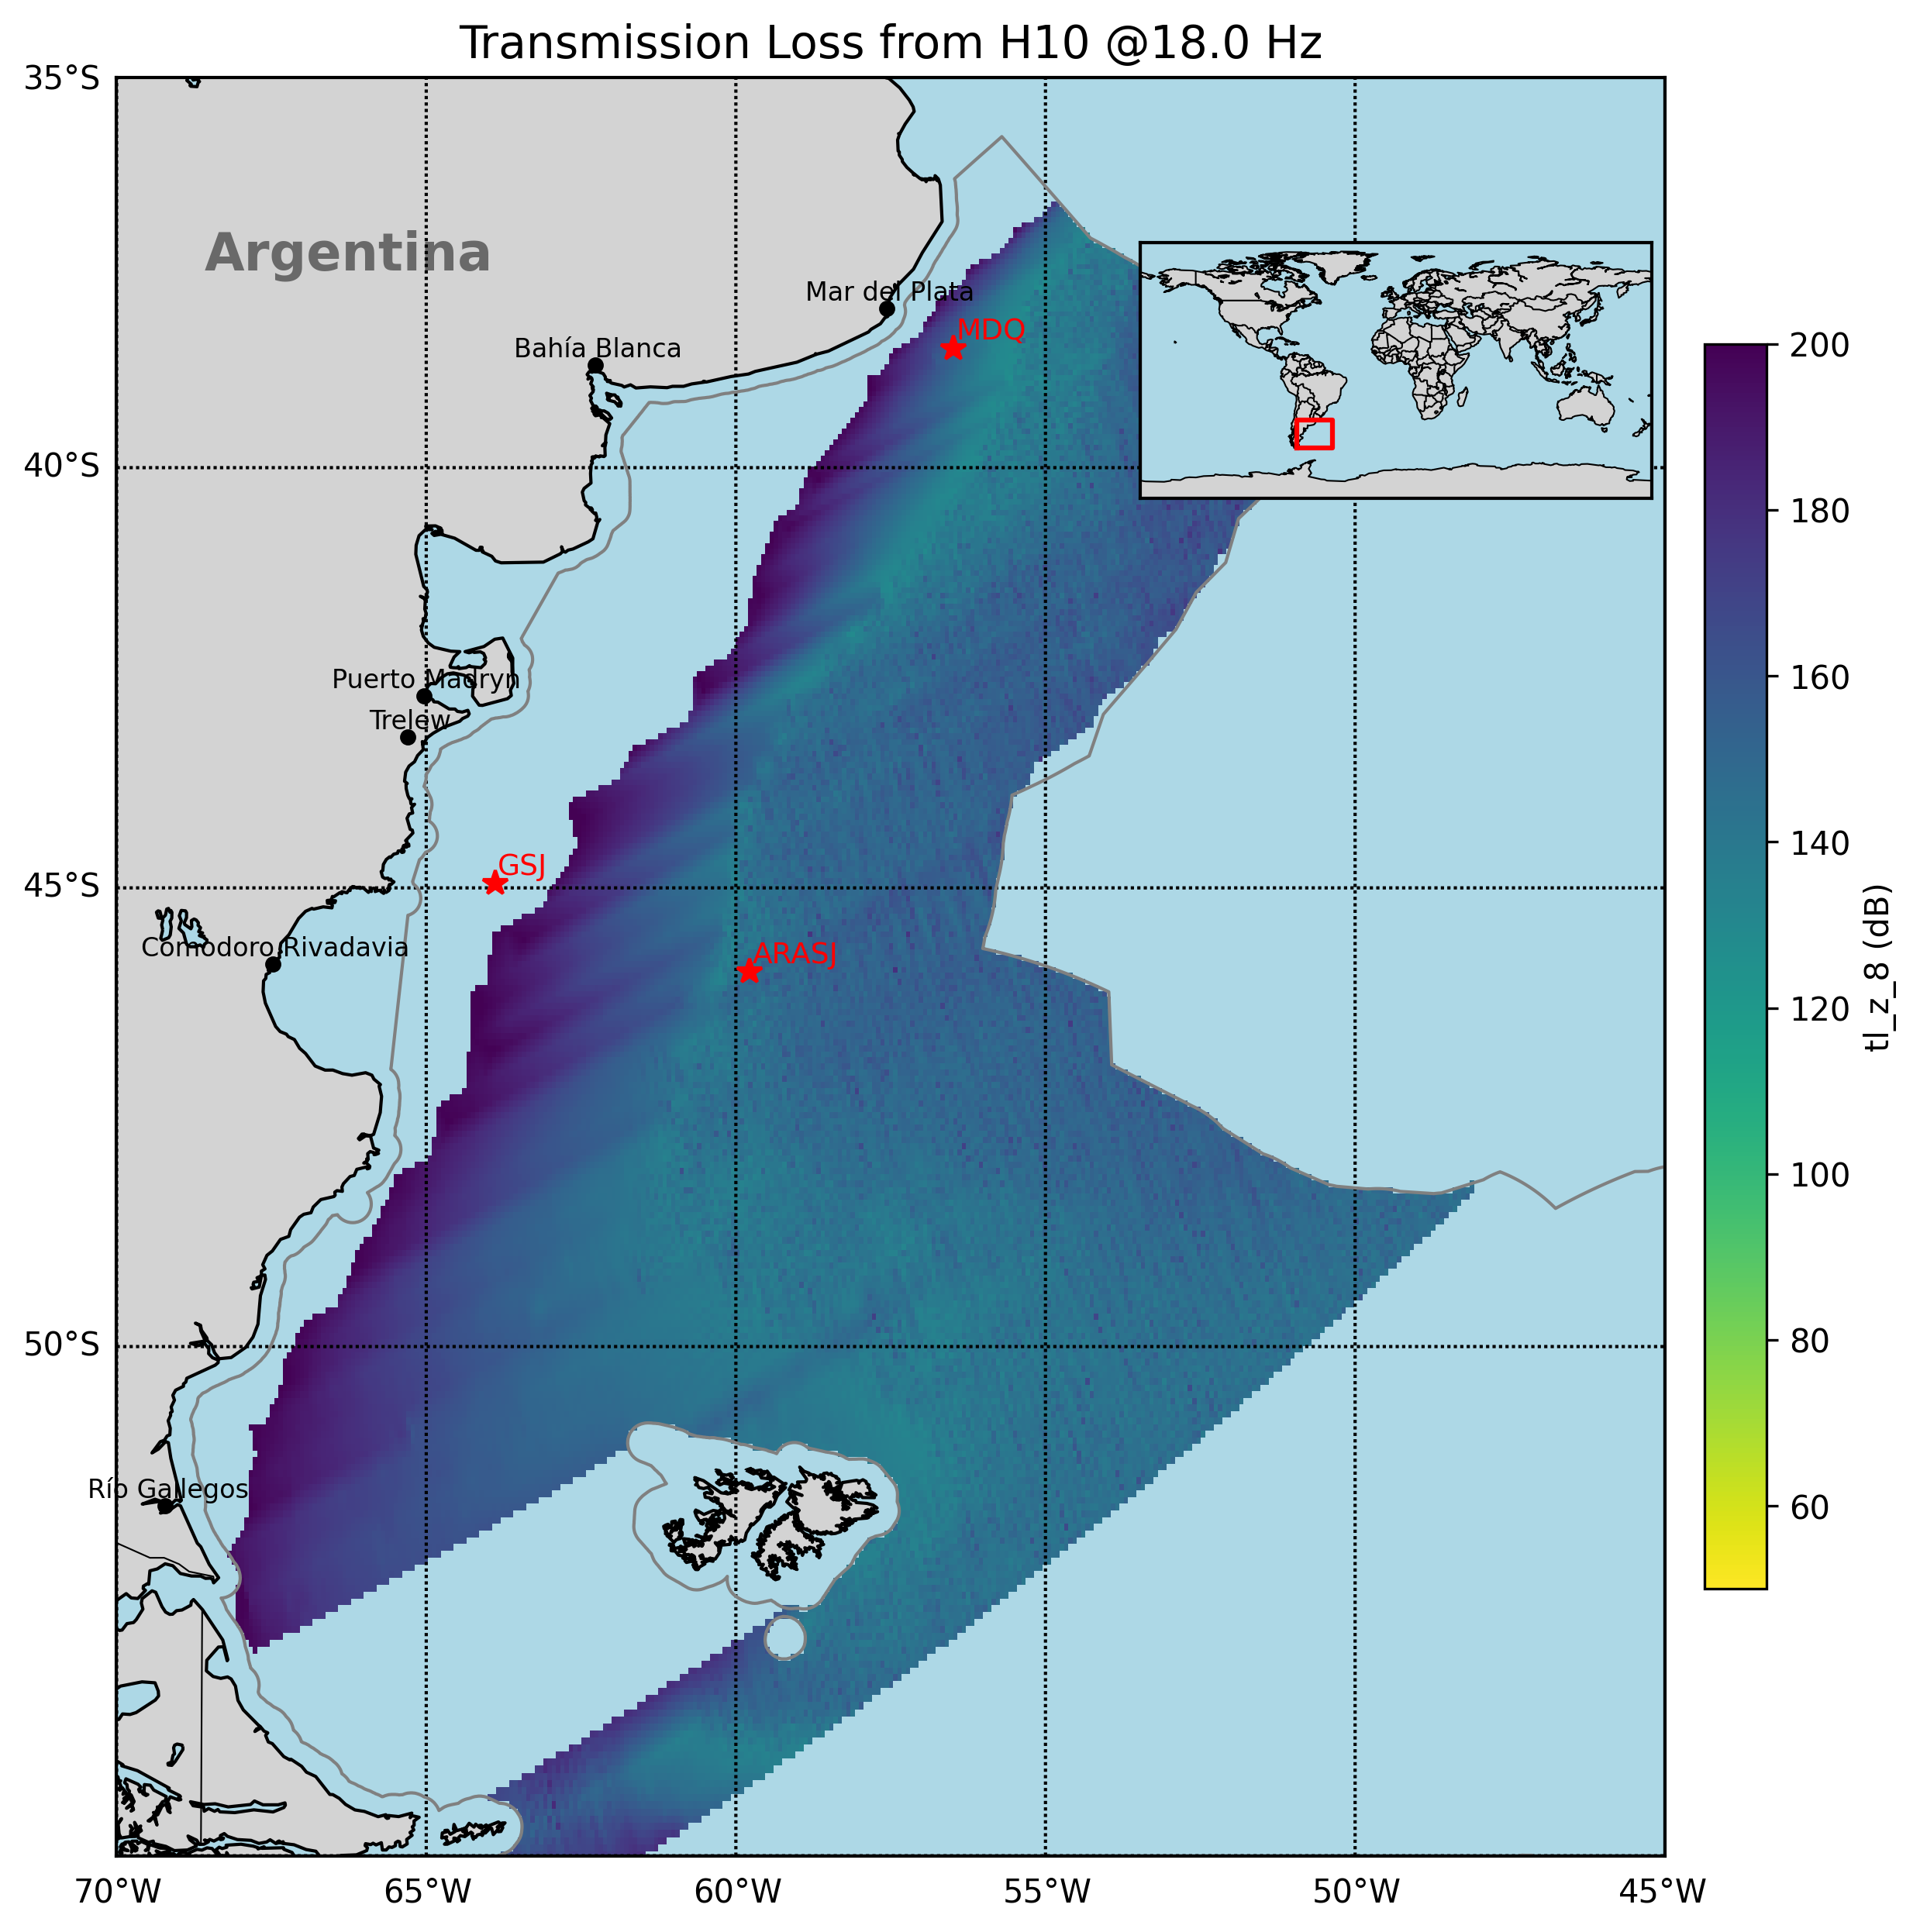 Transmission Loss from H10 @18.0 Hz
35°S
40°S
45°S
50°S
Argentina
Mar del Plata
MDQ
Bahía Blanca
Puerto Madryn
Trelew
GSJ
Comodoro Rivadavia
ARASJ
Río Gallegos
70°W
65°W
60°W
55°W
50°W
45°W
200
180
160
140
120
100
80
60
tl_z_8 (dB)